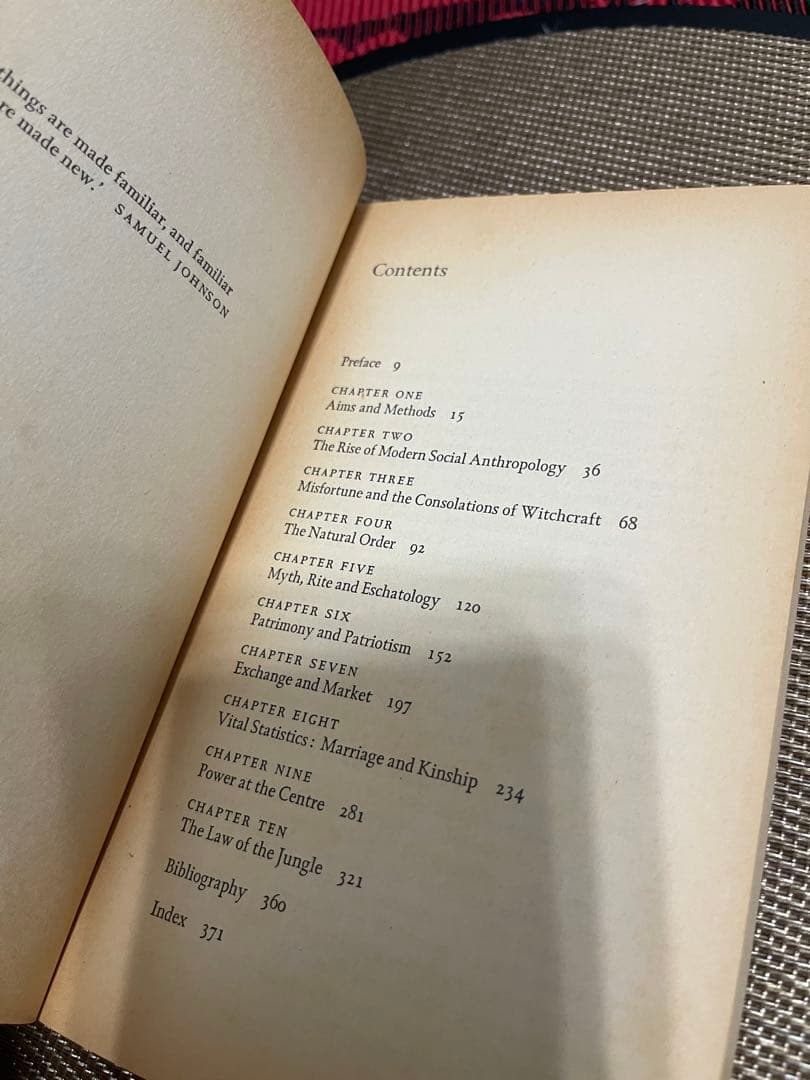 things are made familiar, and familiar
re made new.' SAMUEL JOHNSON
Contents
Preface 9
CHAPTER ONE
Aims and Methods 15
CHAPTER TWO
The Rise of Modern Social Anthropology 36
CHAPTER THREE
Misfortune and the Consolations of Witchcraft 68
CHAPTER FOUR
The Natural Order 92
CHAPTER FIVE
Myth, Rite and Eschatology 120
CHAPTER SIX
Patrimony and Patriotism 152
CHAPTER SEVEN
Exchange and Market 197
CHAPTER EIGHT
Vital Statistics: Marriage and Kinship 234
CHAPTER NINE
Power at the Centre 281
CHAPTER TEN
The Law of the Jungle 321
Bibliography 360
Index 371